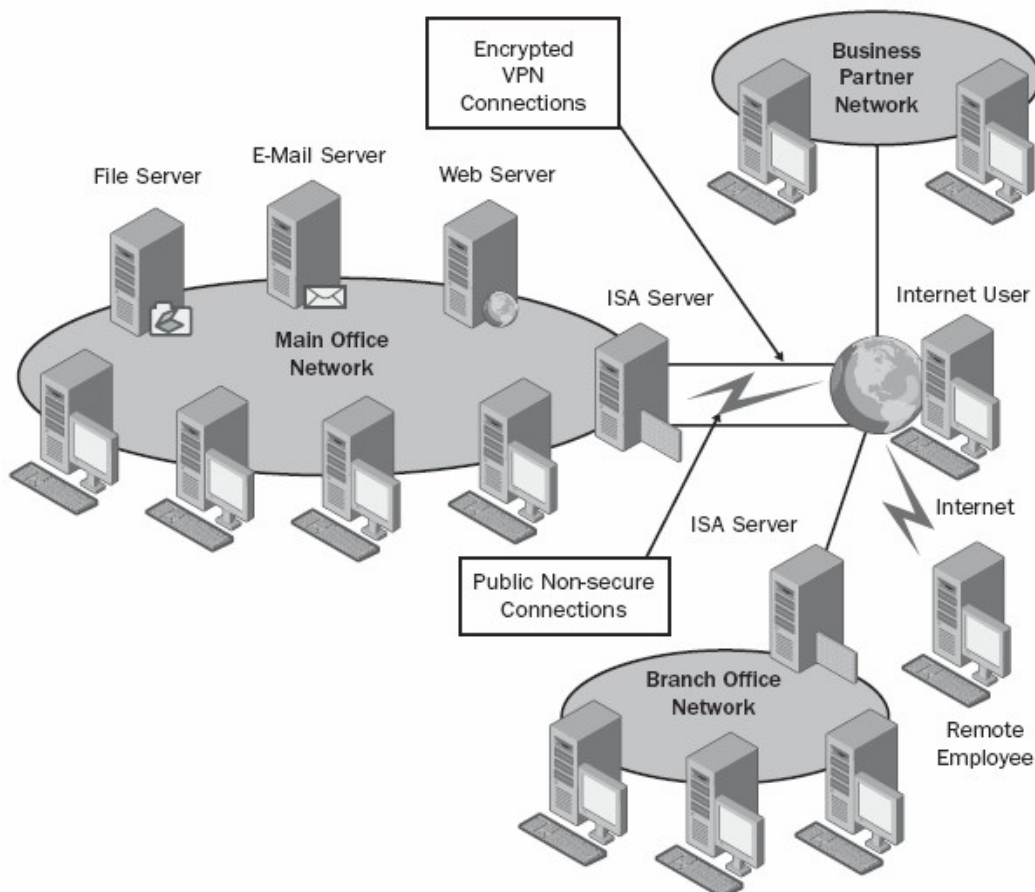 Encrypted
VPN
Connections
Business
Partner
Network
File Server
E-Mail Server
Web Server
ISA Server
Internet User
Main Office
Network
Internet
ISA Server
Public Non-secure
Connections
Branch Office
Network
Remote
Employee